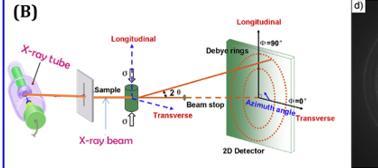 (B)
d)
Longitudinal
Longitudinal
Debye rings
Φ=90°
X-ray tube
Sample
σ
2 θ
Φ=0°
Beam stop
Azimuth angle
Transverse
Transverse
σ
X-ray beam
2D Detector